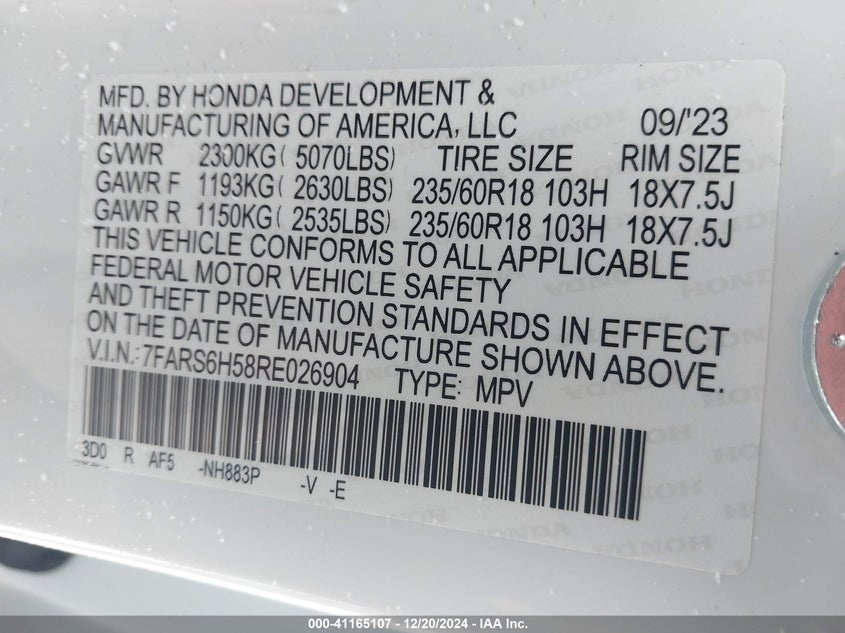 MFD. BY HONDA DEVELOPMENT &
MANUFACTURING OF AMERICA, LLC 09/'23
GVWR 2300KG( 5070LBS) TIRE SIZE RIM SIZE
GAWR F 1193KG( 2630LBS) 235/60R18 103H 18X7.5J
GAWR R 1150KG( 2535LBS) 235/60R18 103H 18X7.5J
THIS VEHICLE CONFORMS TO ALL APPLICABLE
FEDERAL MOTOR VEHICLE SAFETY
AND THEFT PREVENTION STANDARDS IN EFFECT
ON THE DATE OF MANUFACTURE SHOWN ABOVE.
V.I.N.: 7FARS6H58RE026904 TYPE: MPV
3D0 R AF5 -NH883P -V -E
000-41165107 - 12/20/2024 - IAAI Inc.